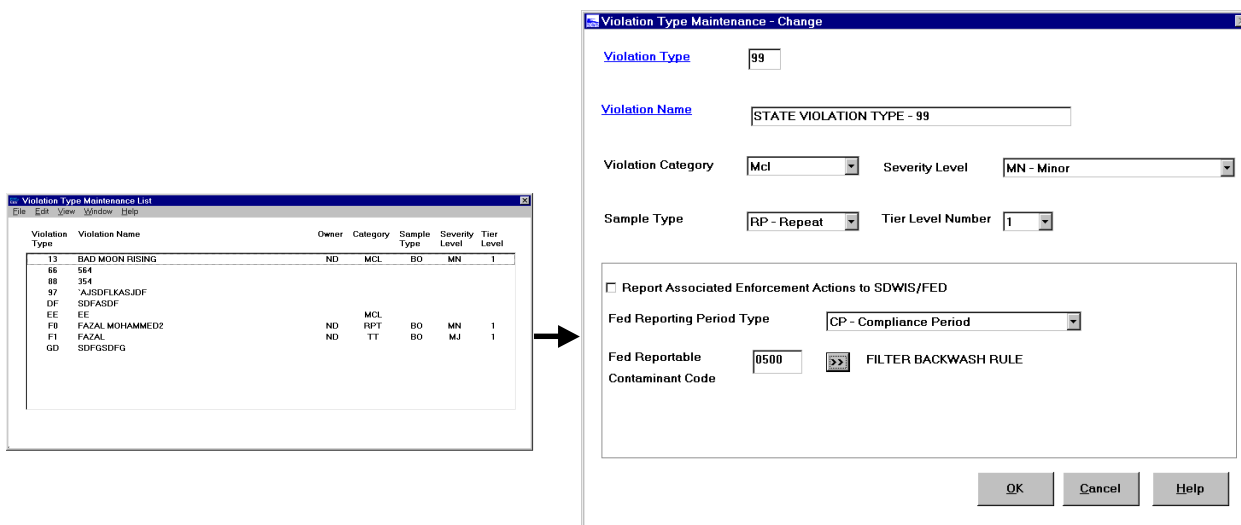 Violation Type Maintenance List
File Edit View Window Help
Violation Type Violation Name Owner Category Sample Type Severity Level Tier Level
13 BAD MOON RISING ND MCL BO MN 1
66 564
88 354
97 'AJSDFLKASJDF
DF SDFASDF
EE EE MCL
F0 FAZAL MOHAMMED2 ND RPT BO MN 1
F1 FAZAL ND TT BO MJ 1
GD SDFGSDFG
Violation Type Maintenance - Change
Violation Type 99
Violation Name STATE VIOLATION TYPE - 99
Violation Category Mcl Severity Level MN - Minor
Sample Type RP - Repeat Tier Level Number 1
Report Associated Enforcement Actions to SDWIS/FED
Fed Reporting Period Type CP - Compliance Period
Fed Reportable Contaminant Code 0500 >> FILTER BACKWASH RULE
OK Cancel Help